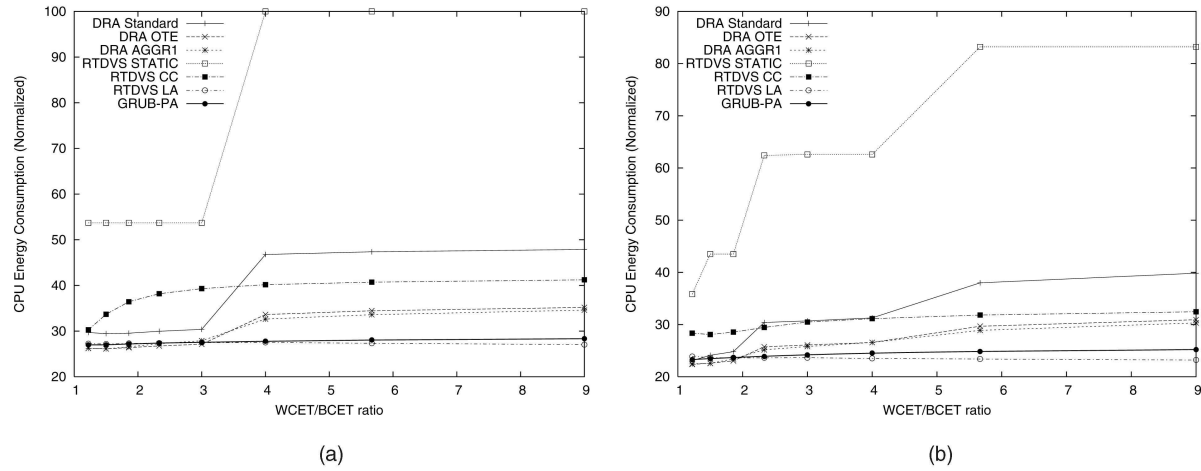 100
90
80
70
60
50
40
30
20
CPU Energy Consumption (Normalized)
DRA Standard
DRA OTE
DRA AGGR1
RTDVS STATIC
RTDVS CC
RTDVS LA
GRUB-PA
1 2 3 4 5 6 7 8 9
WCET/BCET ratio
(a)
90
80
70
60
50
40
30
20
CPU Energy Consumption (Normalized)
DRA Standard
DRA OTE
DRA AGGR1
RTDVS STATIC
RTDVS CC
RTDVS LA
GRUB-PA
1 2 3 4 5 6 7 8 9
WCET/BCET ratio
(b)